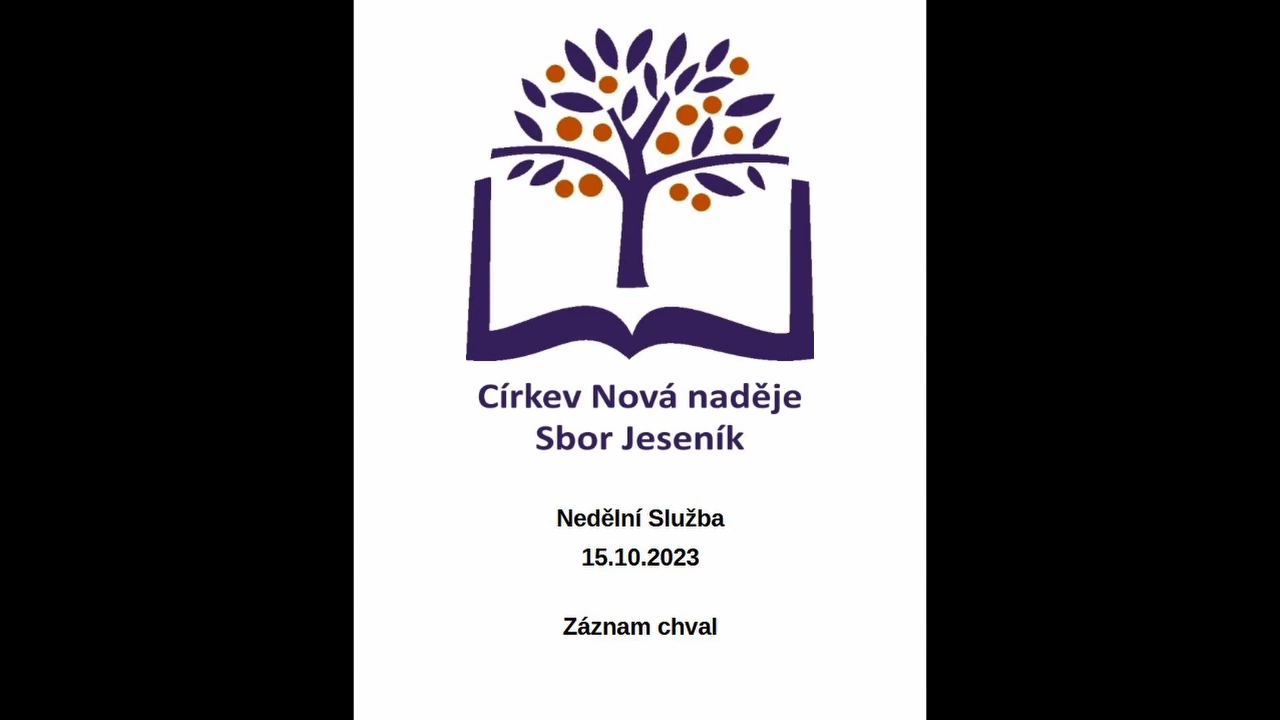 Církev Nová naděje
Sbor Jeseník
Nedělní Služba
15.10.2023
Záznam chval